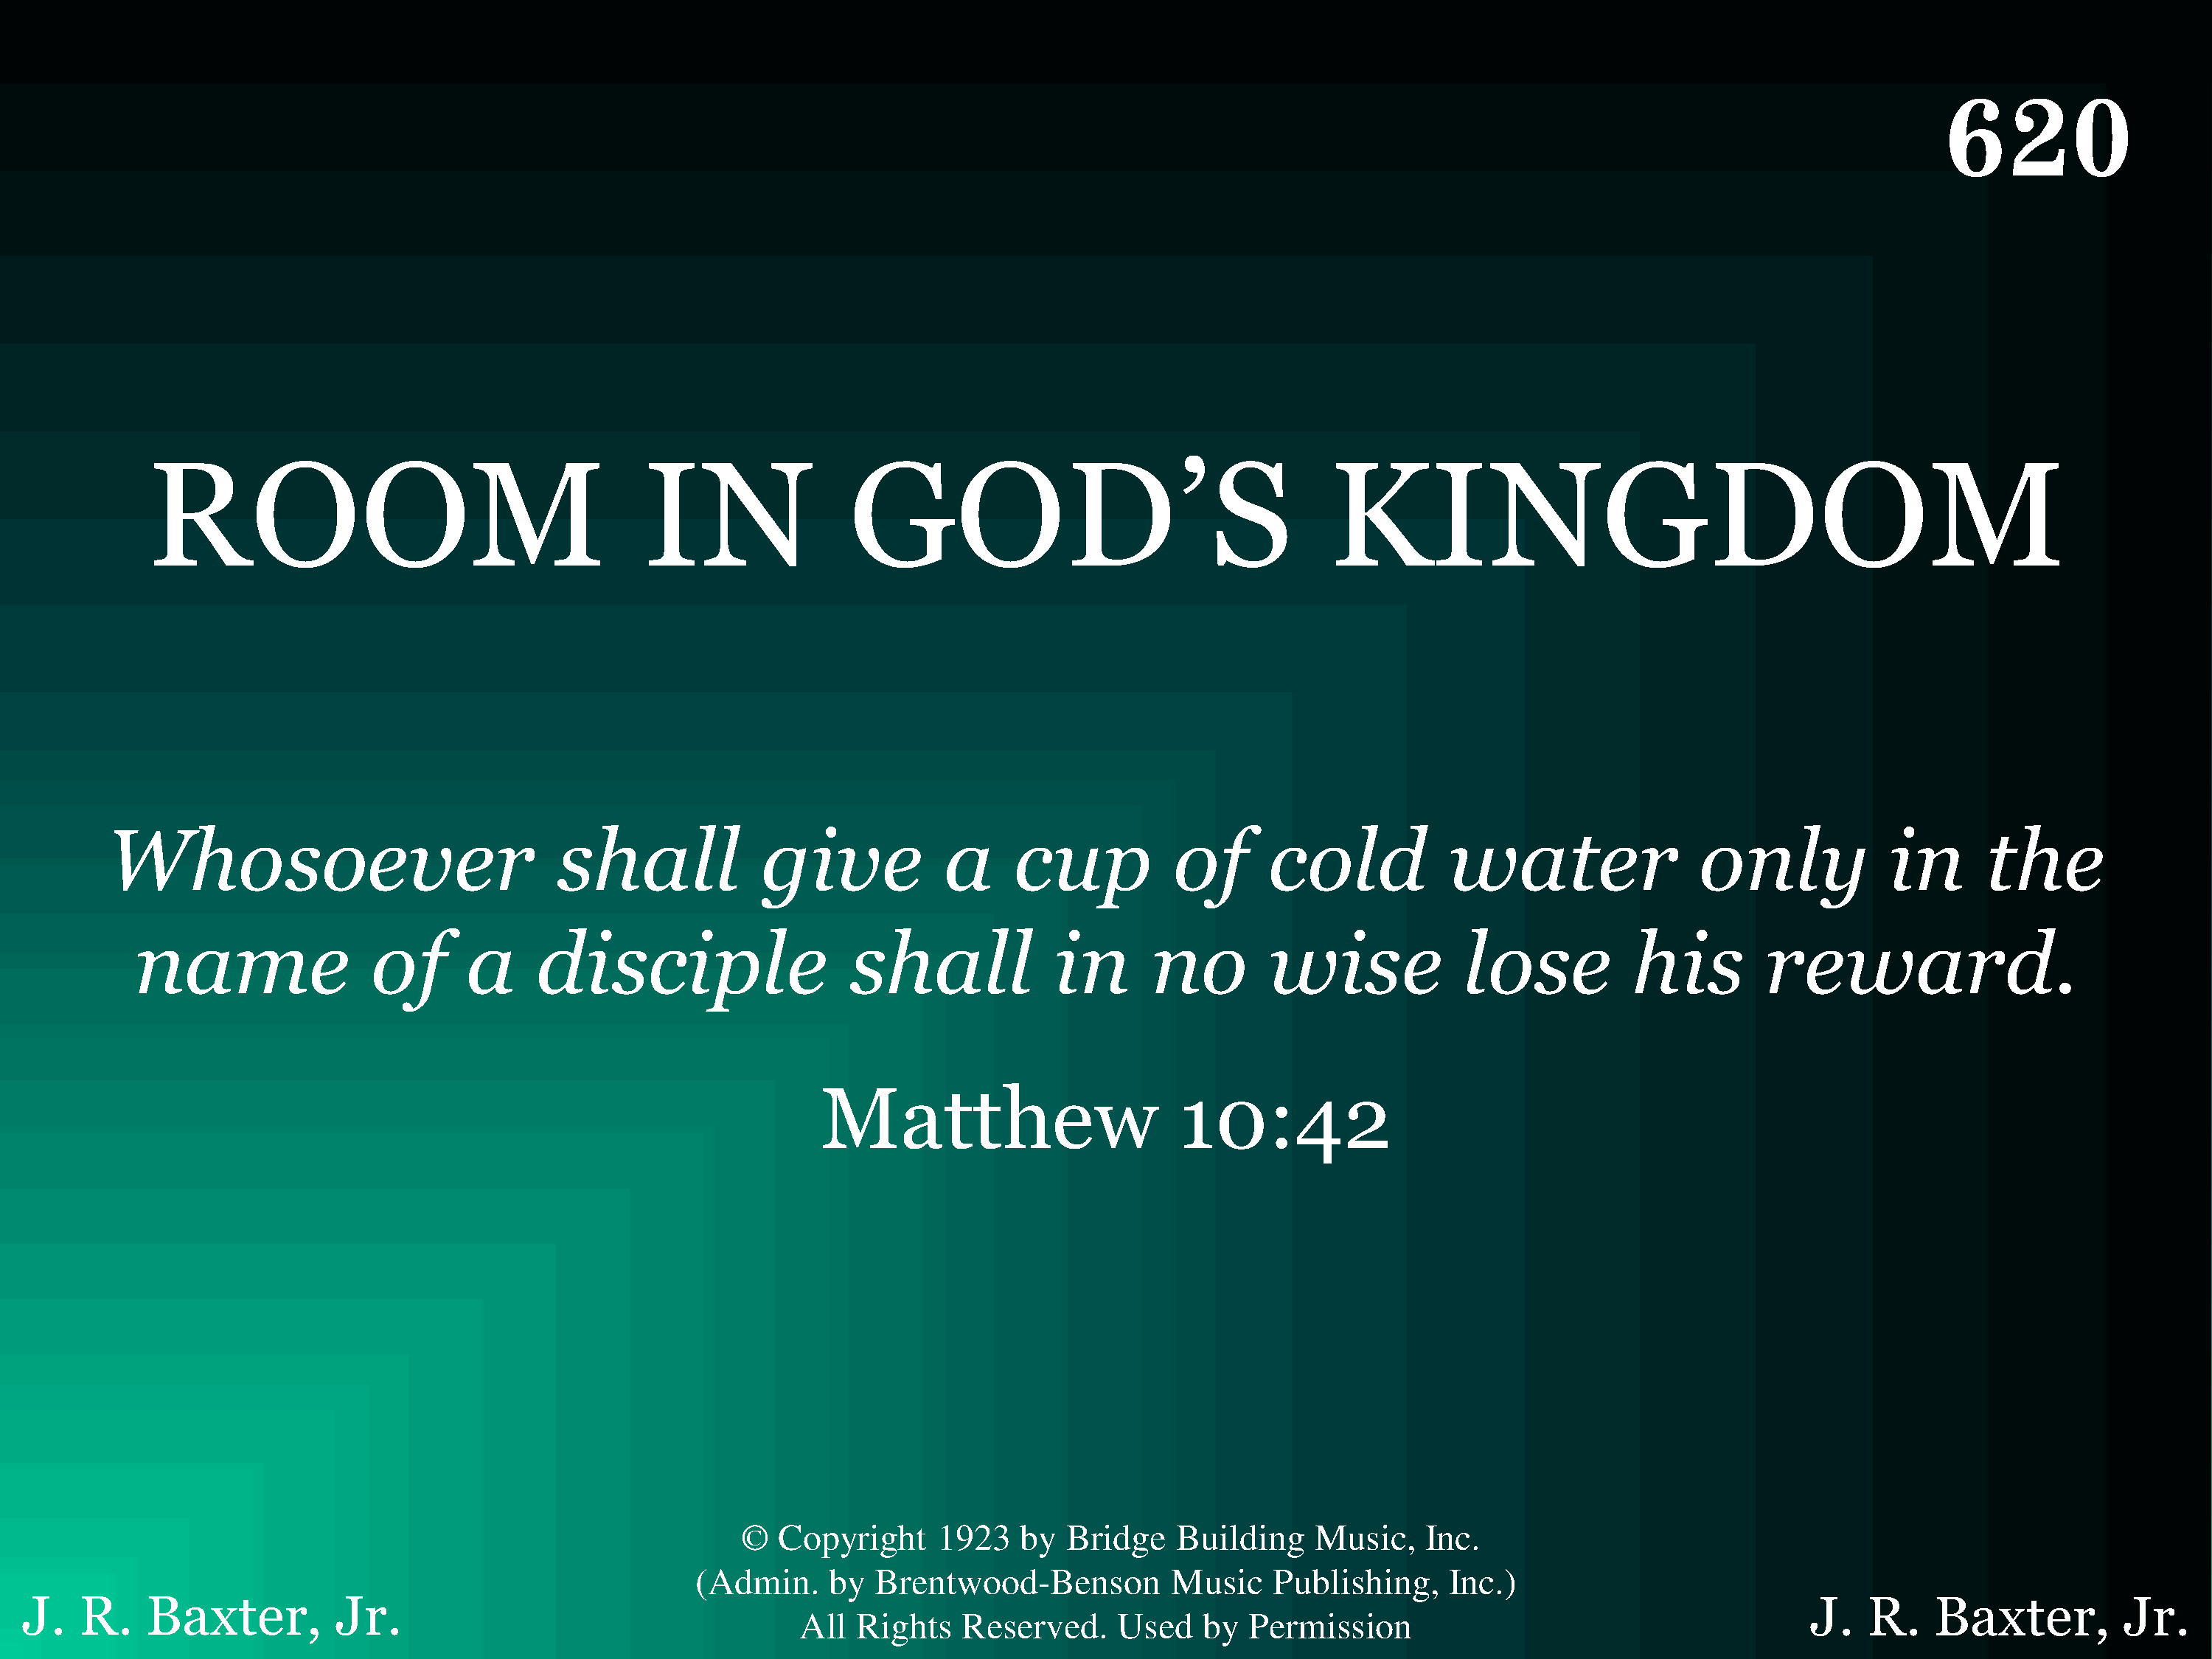 620
ROOM IN GOD’S KINGDOM
Whosoever shall give a cup of cold water only in the
name of a disciple shall in no wise lose his reward.
Matthew 10:42
© Copyright 1923 by Bridge Building Music, Inc.
(Admin. by Brentwood-Benson Music Publishing, Inc.)
All Rights Reserved. Used by Permission
J. R. Baxter, Jr.
J. R. Baxter, Jr.